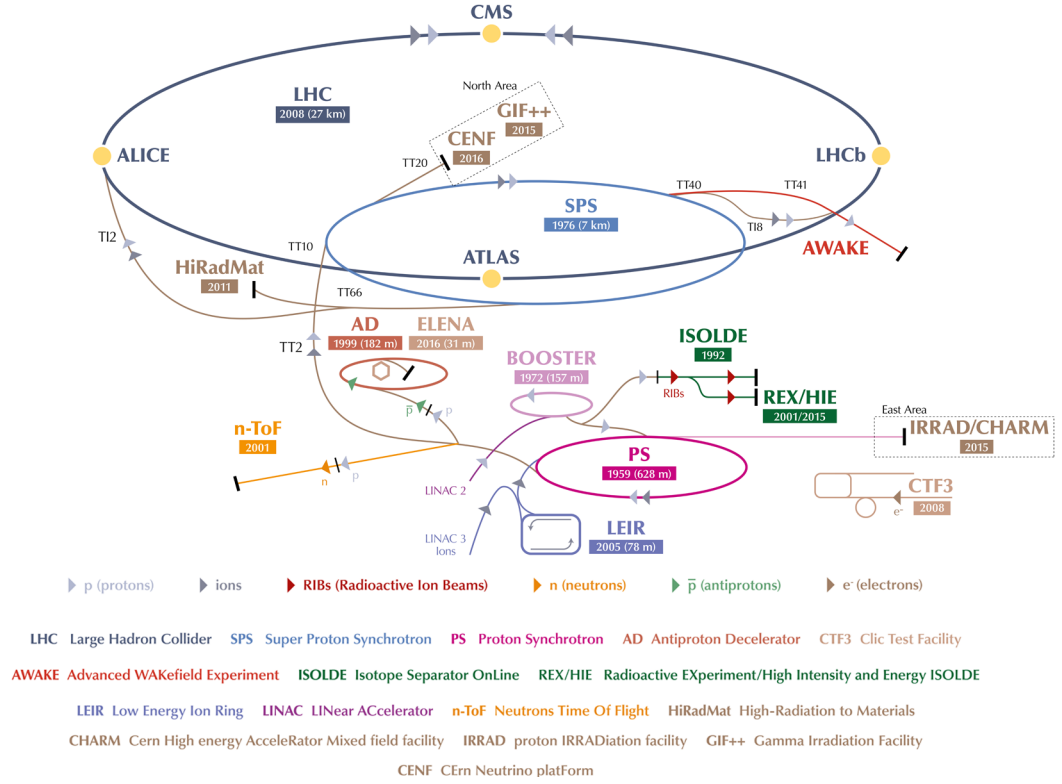 CMS
North Area
LHC
2008 (27 km)
GIF++
2015
CENF
2016
ALICE
LHCb
TT20
TT40
TT41
SPS
1976 (7 km)
TI8
TI2
TT10
ATLAS
AWAKE
HiRadMat
2011
TT66
AD
1999 (182 m)
ELENA
2016 (31 m)
TT2
BOOSTER
1972 (157 m)
ISOLDE
1992
p
RIBs
REX/HIE
2001/2015
p̅
p
East Area
n-ToF
2001
IRRAD/CHARM
2015
PS
1959 (628 m)
n
p
LINAC 2
CTF3
2008
e-
LEIR
2005 (78 m)
LINAC 3
Ions
p (protons) ions RIBs (Radioactive Ion Beams) n (neutrons) p̅ (antiprotons) e- (electrons)
LHC Large Hadron Collider SPS Super Proton Synchrotron PS Proton Synchrotron AD Antiproton Decelerator CTF3 Clic Test Facility
AWAKE Advanced WAKefield Experiment ISOLDE Isotope Separator OnLine REX/HIE Radioactive EXperiment/High Intensity and Energy ISOLDE
LEIR Low Energy Ion Ring LINAC LINear ACcelerator n-ToF Neutrons Time Of Flight HiRadMat High-Radiation to Materials
CHARM Cern High energy AcceleRator Mixed field facility IRRAD proton IRRADiation facility GIF++ Gamma Irradiation Facility
CENF CErn Neutrino platForm